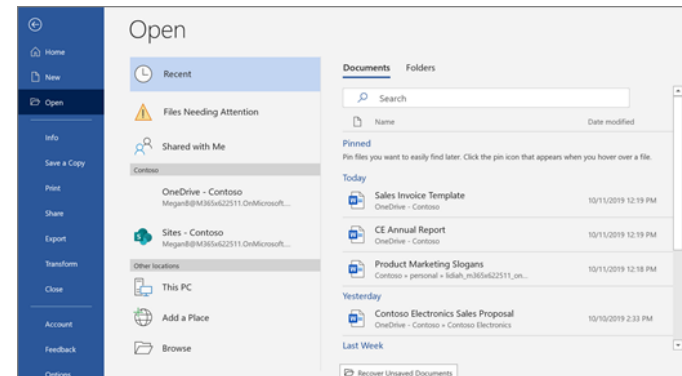 Open
Home
New
Open
Info
Save a Copy
Print
Share
Export
Transform
Close
Account
Feedback
Options
Recent
Files Needing Attention
Shared with Me
Contoso
OneDrive - Contoso
Megan8@M365x622511.OnMicrosoft...
Sites - Contoso
Megan8@M365x622511.OnMicrosoft...
Other locations
This PC
Add a Place
Browse
Documents Folders
Search
Name Date modified
Pinned
Pin files you want to easily find later. Click the pin icon that appears when you hover over a file.
Today
Sales Invoice Template 10/11/2019 12:19 PM
OneDrive - Contoso
CE Annual Report 10/11/2019 12:19 PM
OneDrive - Contoso
Product Marketing Slogans 10/11/2019 12:18 PM
Contoso » personal » lidiah_m365x622511_on...
Yesterday
Contoso Electronics Sales Proposal 10/10/2019 2:33 PM
OneDrive - Contoso » Contoso Electronics
Last Week
Recover Unsaved Documents